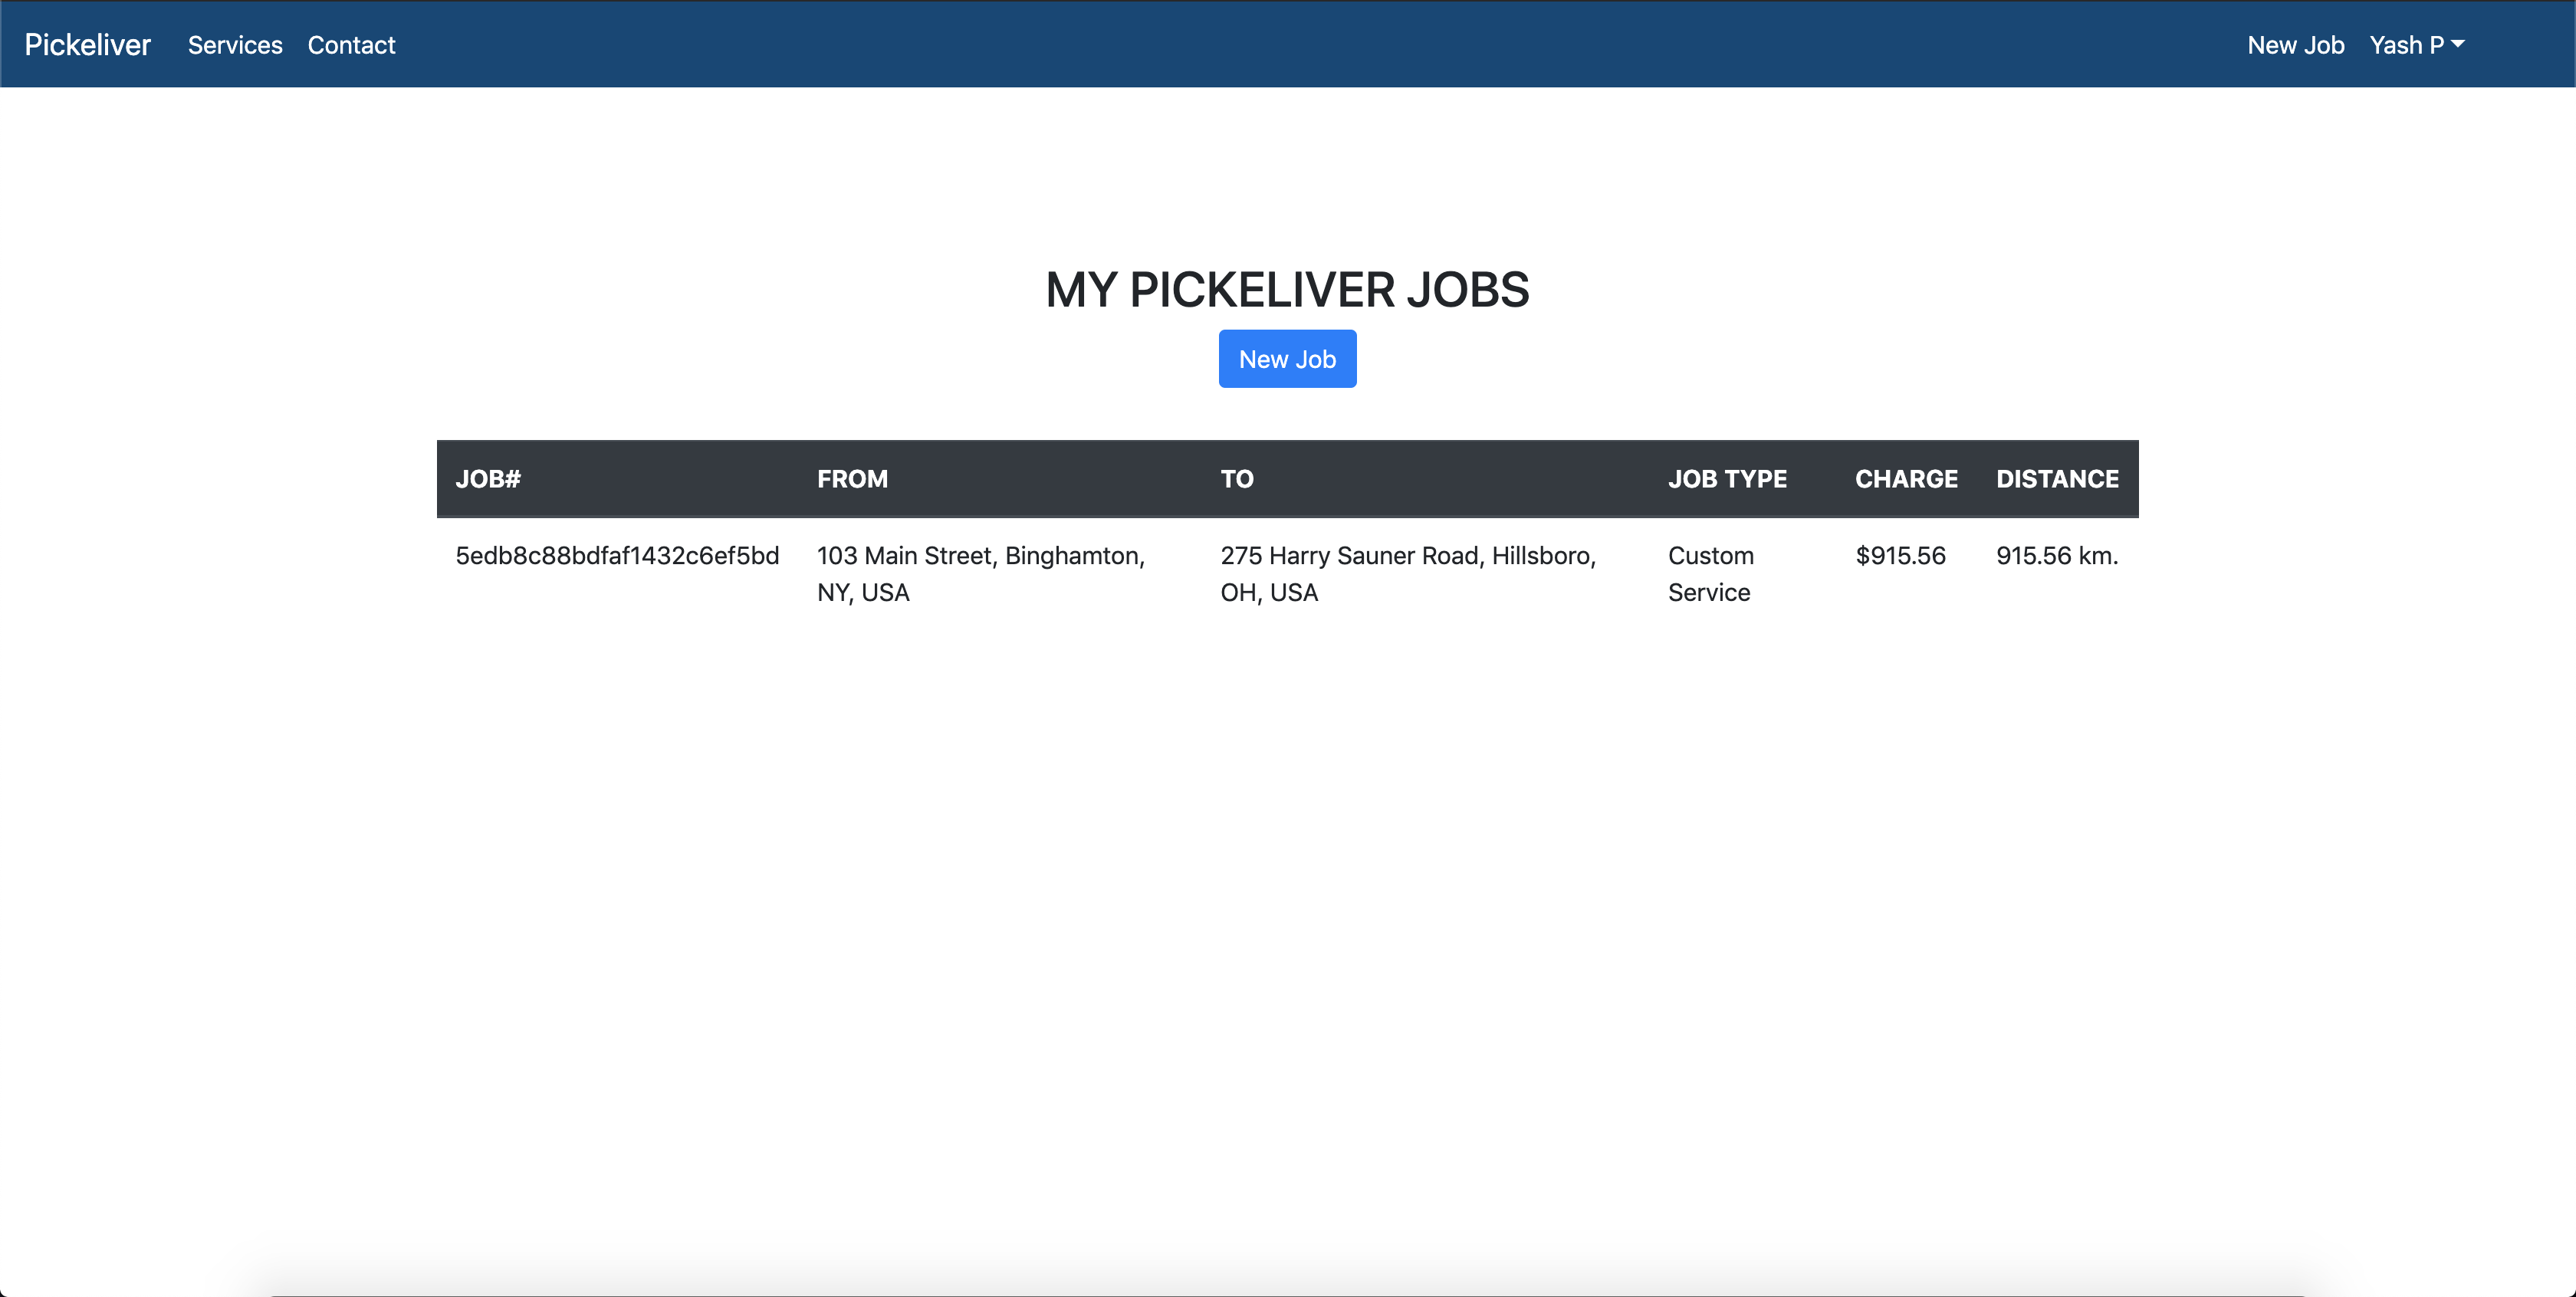 Pickeliver Services Contact New Job Yash P
MY PICKELIVER JOBS
New Job
JOB# FROM TO JOB TYPE CHARGE DISTANCE
5edb8c88bdfaf1432c6ef5bd 103 Main Street, Binghamton, 275 Harry Sauner Road, Hillsboro, Custom $915.56 915.56 km.
NY, USA OH, USA Service